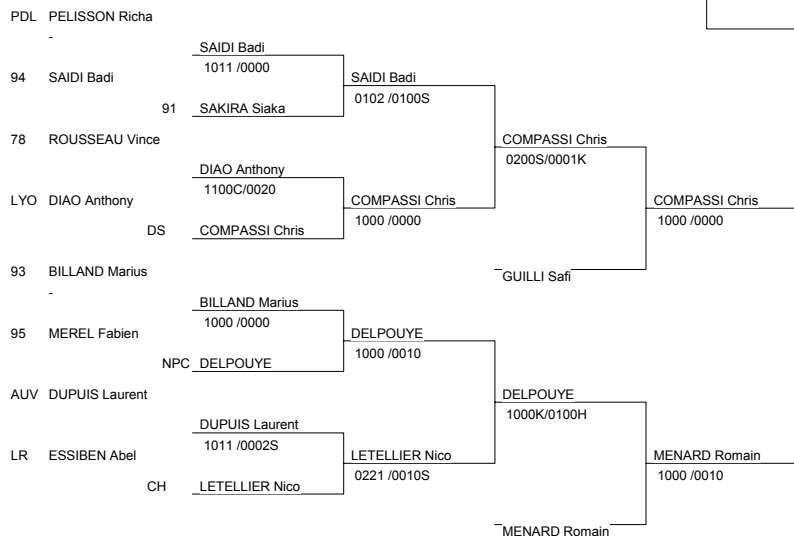 PDL PELISSON Richa
-
SAIDI Badi
1011 /0000
94 SAIDI Badi
SAIDI Badi
0102 /0100S
91 SAKIRA Siaka
78 ROUSSEAU Vince
COMPASSI Chris
0200S/0001K
DIAO Anthony
1100C/0020
LYO DIAO Anthony
COMPASSI Chris
1000 /0000
COMPASSI Chris
1000 /0000
DS COMPASSI Chris
93 BILLAND Marius
-
GUILLI Safi
BILLAND Marius
1000 /0000
95 MEREL Fabien
DELPOUYE
1000 /0010
NPC DELPOUYE
AUV DUPUIS Laurent
DELPOUYE
1000K/0100H
DUPUIS Laurent
1011 /0002S
LR ESSIBEN Abel
LETELLIER Nico
0221 /0010S
MENARD Romain
1000 /0010
CH LETELLIER Nico
MENARD Romain